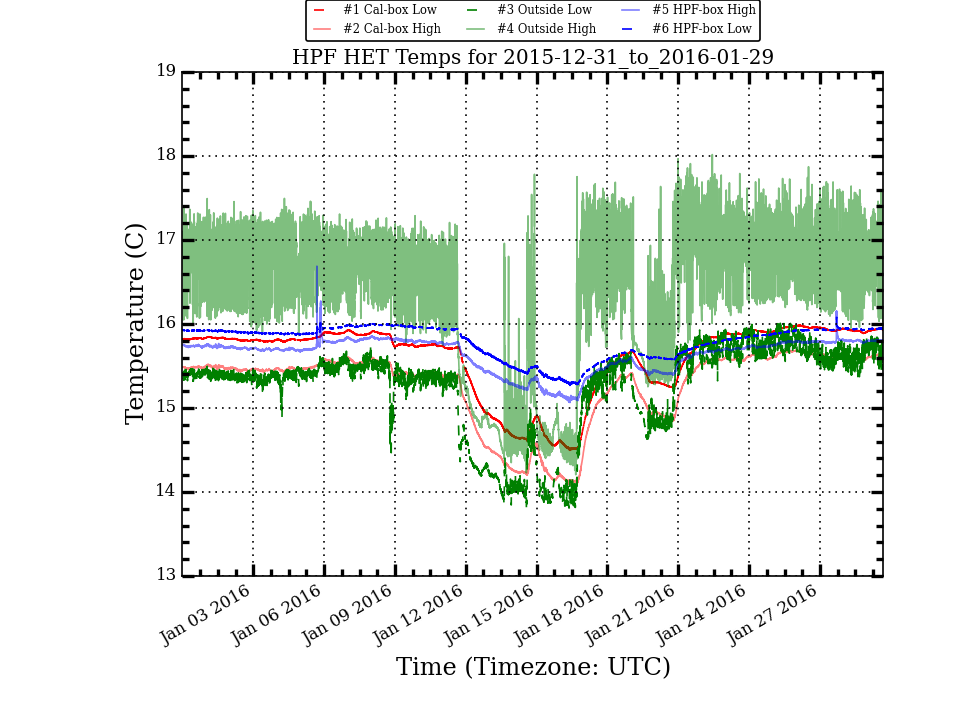 #1 Cal-box Low #3 Outside Low #5 HPF-box High
#2 Cal-box High #4 Outside High #6 HPF-box Low
HPF HET Temps for 2015-12-31_to_2016-01-29
19
18
17
16
15
14
13
Temperature (C)
Jan 03 2016 Jan 06 2016 Jan 09 2016 Jan 12 2016 Jan 15 2016 Jan 18 2016 Jan 21 2016 Jan 24 2016 Jan 27 2016
Time (Timezone: UTC)